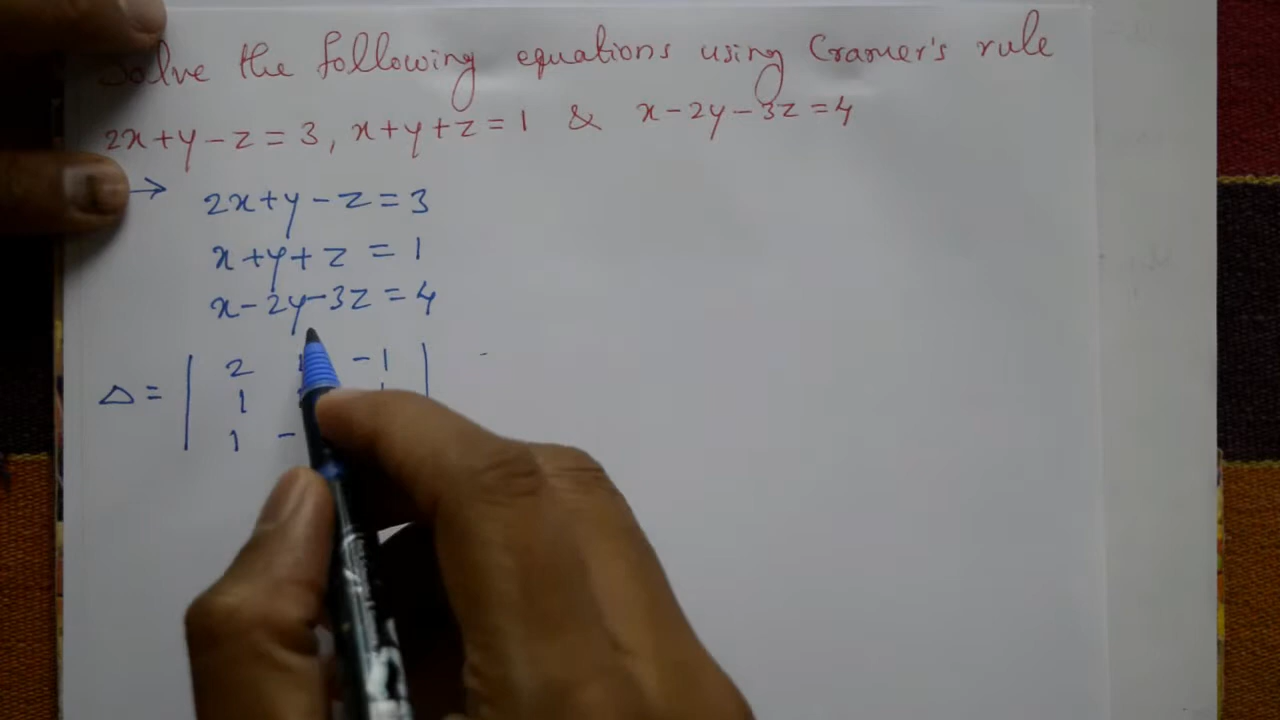 Solve the following equations using Cramer's rule
2x+y-z=3, x+y+z=1 & x-2y-3z=4
→ 2x+y-z=3
x+y+z=1
x-2y-3z=4
Δ= | 2 1 -1 |
1
1 -